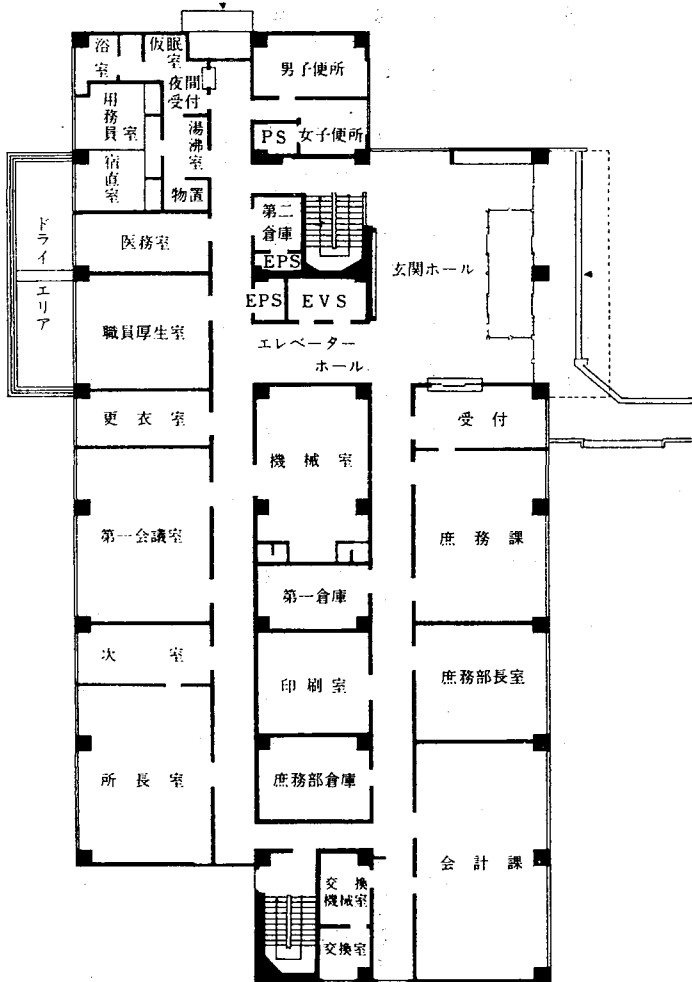 浴室
仮眠室
夜間
受付
男子便所
用務員室
湯沸室
PS
女子便所
宿直室
物置
ドライエリア
医務室
第二
倉庫
EPS
玄関ホール
EPS
EVS
職員厚生室
エレベーター
ホール
更衣室
受付
機械室
第一会議室
庶務課
第一倉庫
次室
印刷室
庶務部長室
所長室
庶務部倉庫
会計課
交換
機械室
交換室